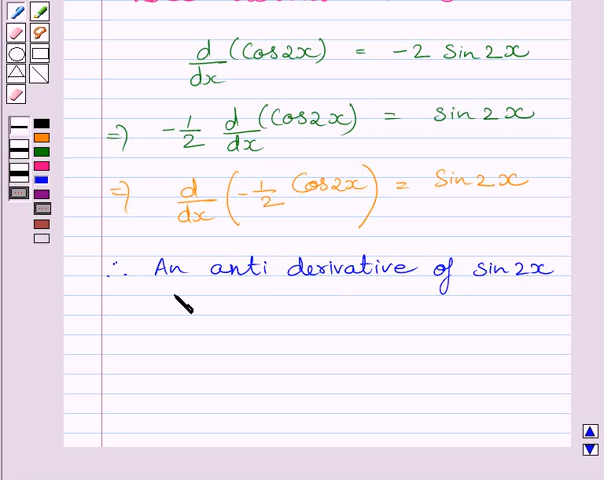 d/dx (Cos2x) = -2 Sin 2x
=) -1/2 d/dx (Cos2x) = sin 2x
=) d/dx (-1/2 Cos2x) = Sin 2x
∴ An anti derivative of sin 2x